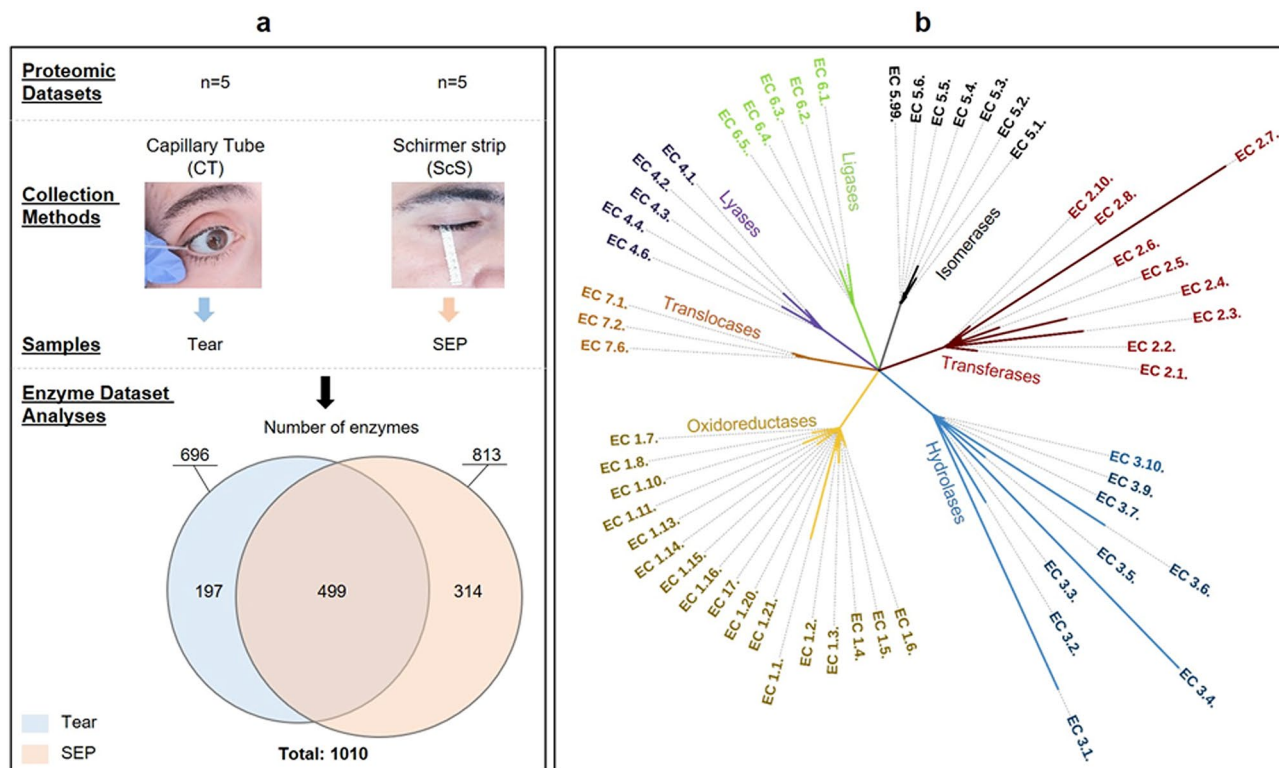 a
b
Proteomic
Datasets
n=5
n=5
Collection
Methods
Capillary Tube
(CT)
Schirmer strip
(ScS)
Samples
Tear
SEP
Enzyme Dataset
Analyses
Number of enzymes
696
813
197
499
314
Tear
SEP
Total: 1010
EC 6.5.
EC 6.4.
EC 6.3.
EC 6.2.
EC 6.1.
Ligases
EC 5.99.
EC 5.6.
EC 5.5.
EC 5.4.
EC 5.3.
EC 5.2.
EC 5.1.
Isomerases
EC 2.7.
EC 2.10.
EC 2.8.
EC 2.6.
EC 2.5.
EC 2.4.
EC 2.3.
EC 2.2.
EC 2.1.
Transferases
EC 4.1.
EC 4.2.
EC 4.3.
EC 4.4.
EC 4.6.
Lyases
EC 7.1.
EC 7.2.
EC 7.6.
Translocases
Oxidoreductases
EC 1.7.
EC 1.8.
EC 1.10.
EC 1.11.
EC 1.13.
EC 1.14.
EC 1.15.
EC 1.16.
EC 17.
EC 1.20.
EC 1.21.
EC 1.1.
EC 1.2.
EC 1.3.
EC 1.4.
EC 1.5.
EC 1.6.
Hydrolases
EC 3.10.
EC 3.9.
EC 3.7.
EC 3.6.
EC 3.5.
EC 3.3.
EC 3.2.
EC 3.4.
EC 3.1.